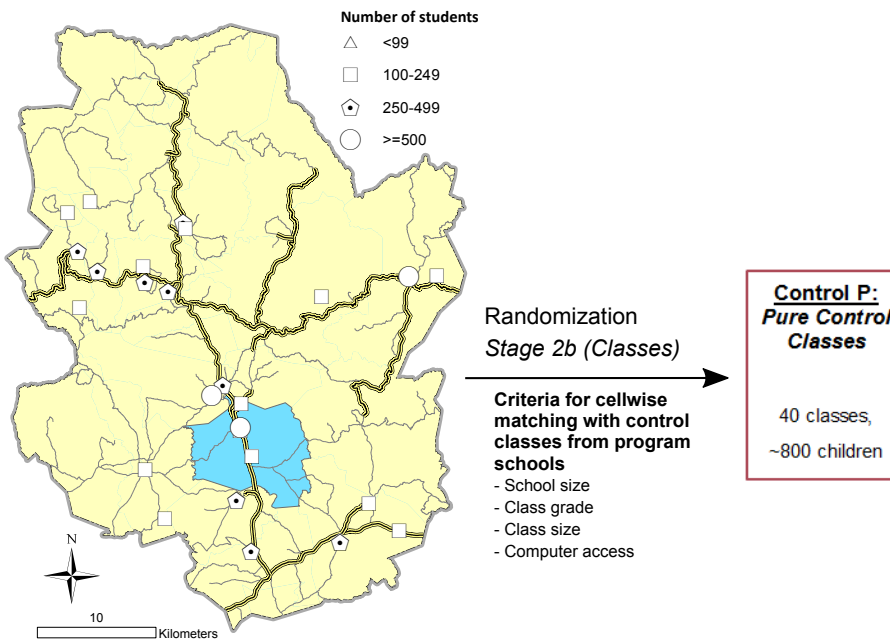 Number of students
<99
100-249
250-499
>=500
Randomization
Stage 2b (Classes)
Criteria for cellwise
matching with control
classes from program
schools
- School size
- Class grade
- Class size
- Computer access
Control P:
Pure Control
Classes
40 classes,
~800 children
N
10
Kilometers